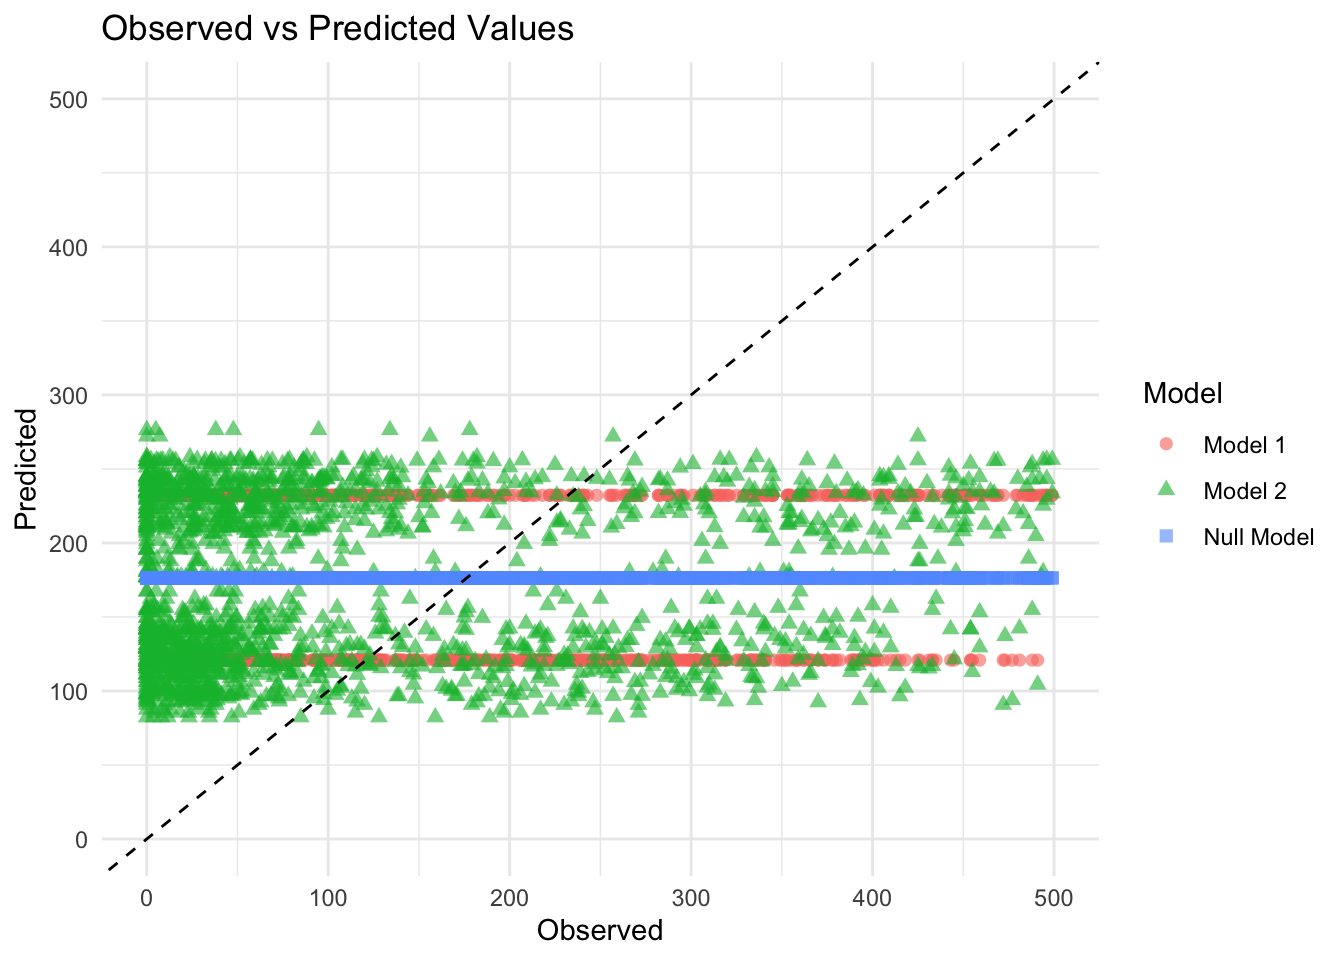 Observed vs Predicted Values
500
400
300
200
100
0
Predicted
0 100 200 300 400 500
Observed
Model
Model 1
Model 2
Null Model